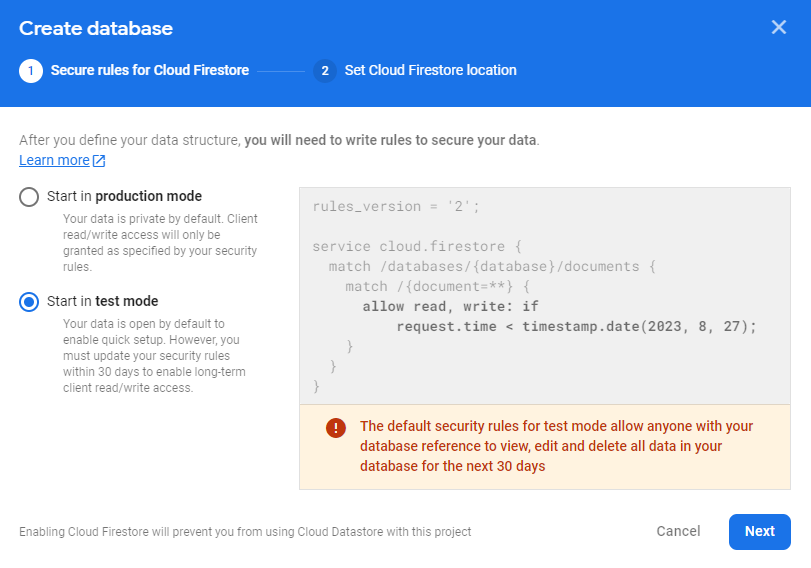 Create database
1 Secure rules for Cloud Firestore 2 Set Cloud Firestore location
After you define your data structure, you will need to write rules to secure your data.
Learn more
Start in production mode
Your data is private by default. Client
read/write access will only be
granted as specified by your security
rules.
Start in test mode
Your data is open by default to
enable quick setup. However, you
must update your security rules
within 30 days to enable long-term
client read/write access.
rules_version = '2';
service cloud.firestore {
match /databases/{database}/documents {
match /{document=**} {
allow read, write: if
request.time < timestamp.date(2023, 8, 27);
}
}
}
The default security rules for test mode allow anyone with your
database reference to view, edit and delete all data in your
database for the next 30 days
Enabling Cloud Firestore will prevent you from using Cloud Datastore with this project
Cancel
Next